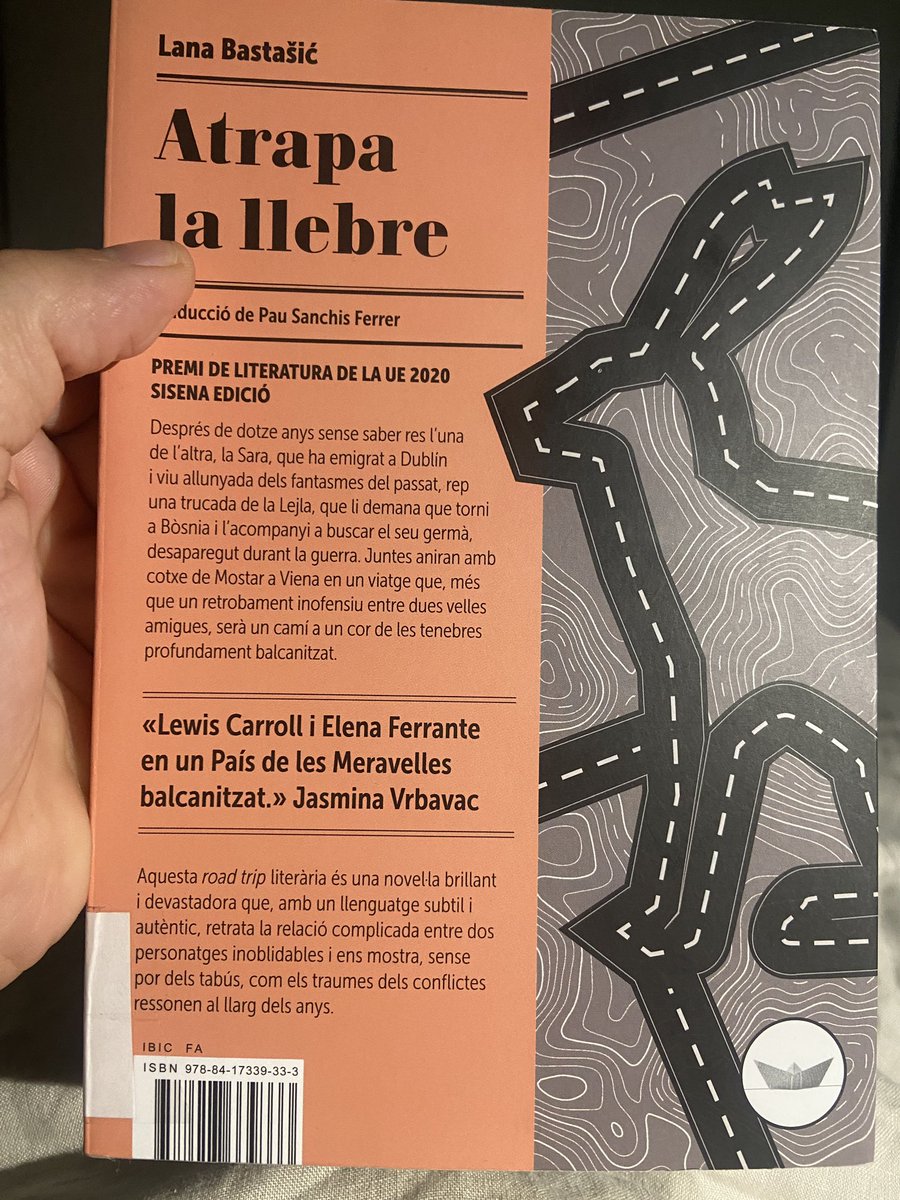 Lana Bastašić
Atrapa
la llebre
ducció de Pau Sanchis Ferrer
PREMI DE LITERATURA DE LA UE 2020
SISENA EDICIÓ
Després de dotze anys sense saber res l’una
de l’altra, la Sara, que ha emigrat a Dublín
i viu allunyada dels fantasmes del passat, rep
una trucada de la Lejla, que li demana que torni
a Bòsnia i l’acompanyi a buscar el seu germà,
desaparegut durant la guerra. Juntes aniran amb
cotxe de Mostar a Viena en un viatge que, més
que un retrobament inofensiu entre dues velles
amigues, serà un camí a un cor de les tenebres
profundament balcanitzat.
«Lewis Carroll i Elena Ferrante
en un País de les Meravelles
balcanitzat.» Jasmina Vrbavac
Aquesta road trip literària és una novel·la brillant
i devastadora que, amb un llenguatge subtil i
autèntic, retrata la relació complicada entre dos
personatges inoblidables i ens mostra, sense
por dels tabús, com els traumes dels conflictes
ressonen al llarg dels anys.
IBIC FA
ISBN 978-84-17339-33-3